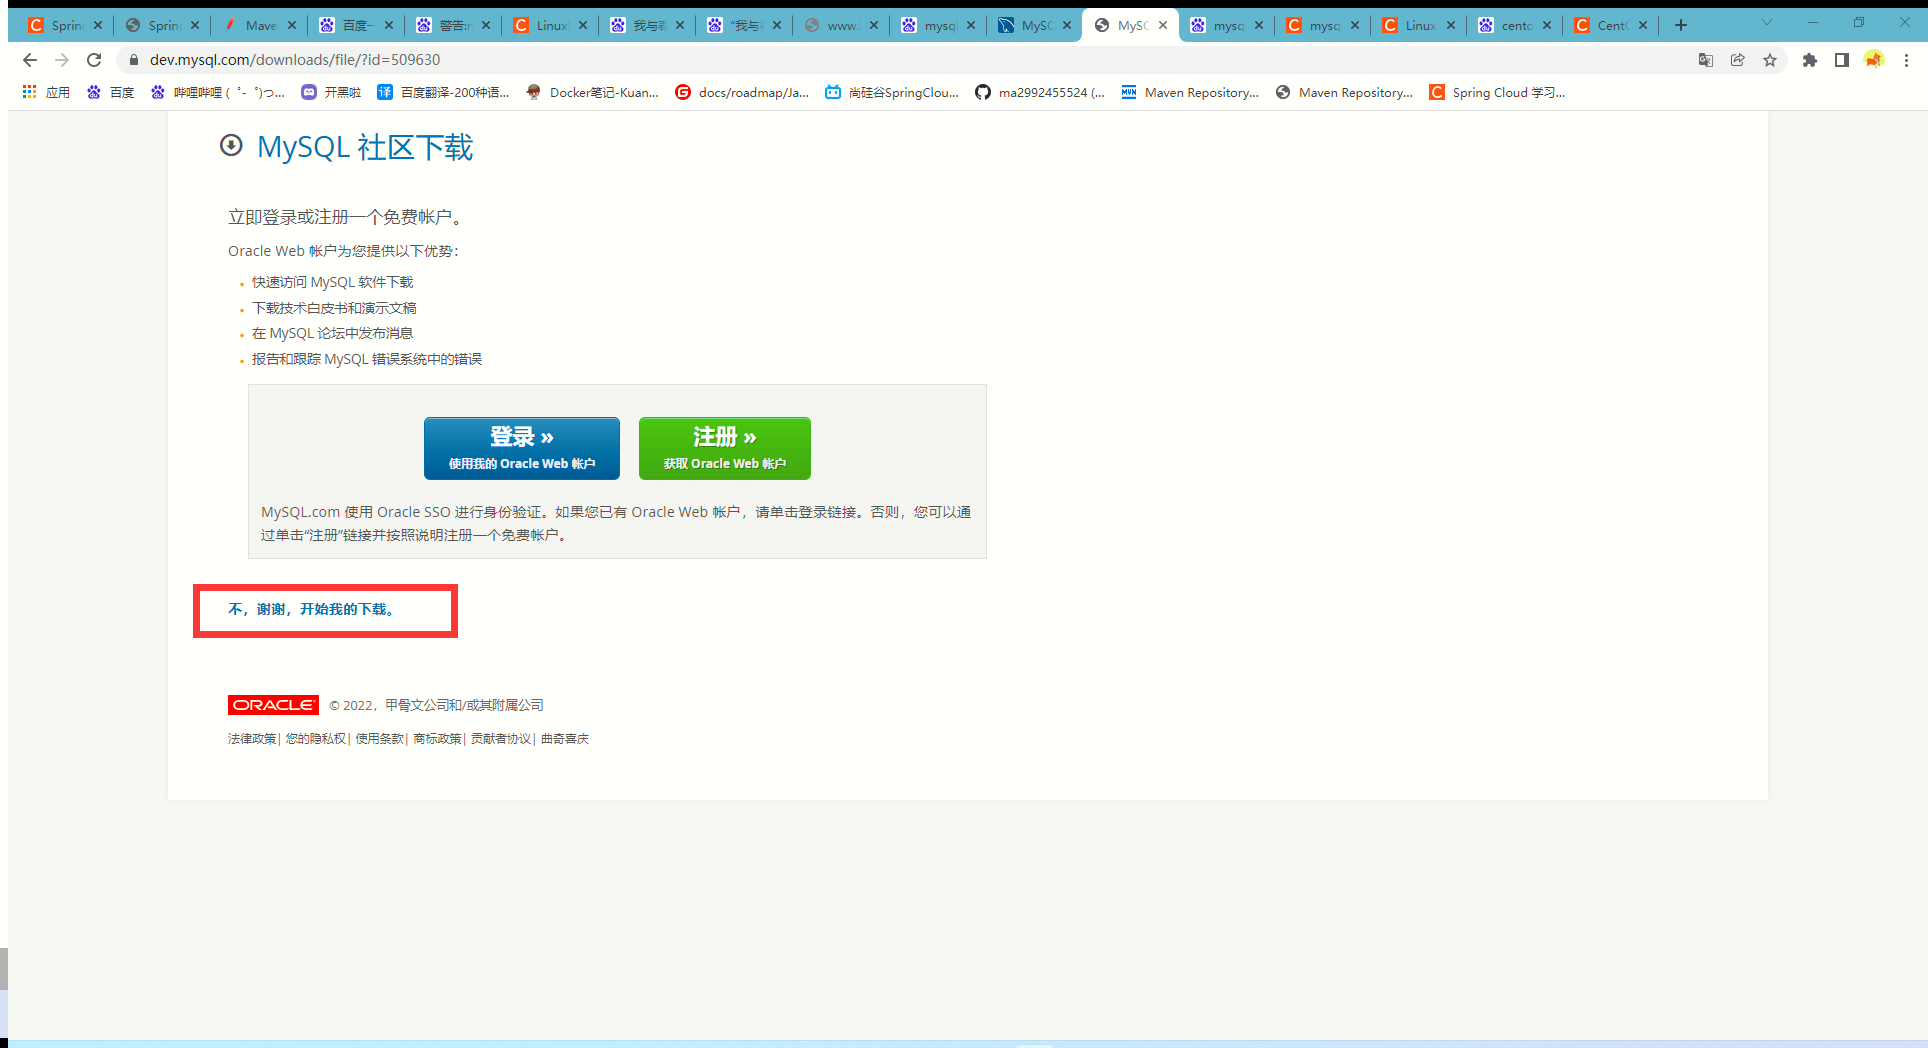 Sprin
Sprin
Mave
百度一
警告:n
Linux
我与
"我与
www.
mysq
MySC
MySC
mysq
mysq
Linux
cento
Cent
dev.mysql.com/downloads/file/?id=509630
应用
百度
哔哩哔哩 (゜-゜)つ...
开黑啦
百度翻译-200种语...
Docker笔记-Kuan...
docs/roadmap/Ja...
尚硅谷SpringClou...
ma2992455524 (...
Maven Repository...
Maven Repository...
Spring Cloud 学习...
MySQL 社区下载
立即登录或注册一个免费帐户。
Oracle Web 帐户为您提供以下优势：
快速访问 MySQL 软件下载
下载技术白皮书和演示文稿
在 MySQL 论坛中发布消息
报告和跟踪 MySQL 错误系统中的错误
登录 »
使用我的 Oracle Web 帐户
注册 »
获取 Oracle Web 帐户
MySQL.com 使用 Oracle SSO 进行身份验证。如果您已有 Oracle Web 帐户，请单击登录链接。否则，您可以通
过单击“注册”链接并按照说明注册一个免费帐户。
不，谢谢，开始我的下载。
ORACLE © 2022，甲骨文公司和/或其附属公司
法律政策| 您的隐私权| 使用条款| 商标政策| 贡献者协议| 曲奇喜庆